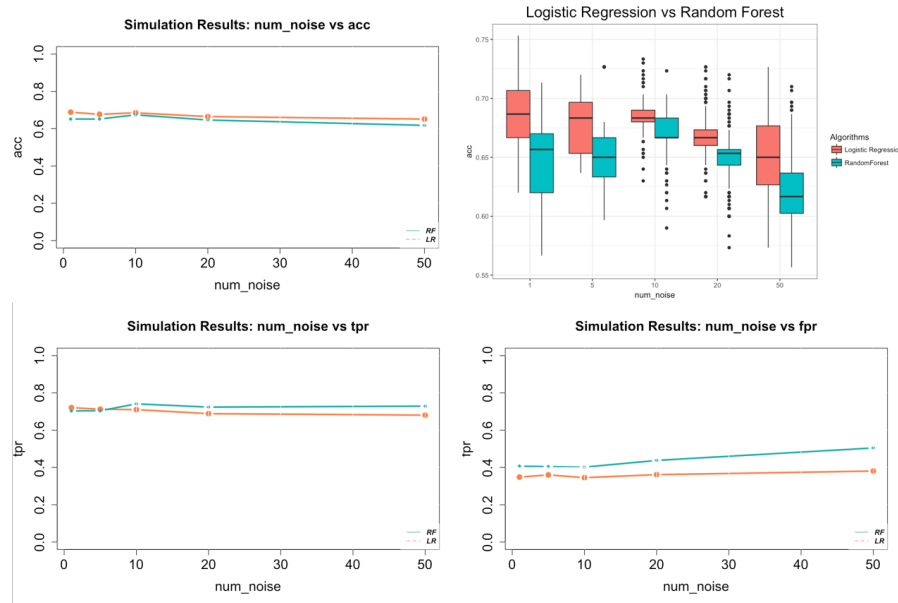 Simulation Results: num_noise vs acc
acc
0.0 0.2 0.4 0.6 0.8 1.0
0 10 20 30 40 50
num_noise
RF
LR
Logistic Regression vs Random Forest
acc
0.75
0.70
0.65
0.60
0.55
1 5 10 20 50
num_noise
Algorithms
Logistic Regressic
RandomForest
Simulation Results: num_noise vs tpr
tpr
0.0 0.2 0.4 0.6 0.8 1.0
0 10 20 30 40 50
num_noise
RF
LR
Simulation Results: num_noise vs fpr
fpr
0.0 0.2 0.4 0.6 0.8 1.0
0 10 20 30 40 50
num_noise
RF
LR